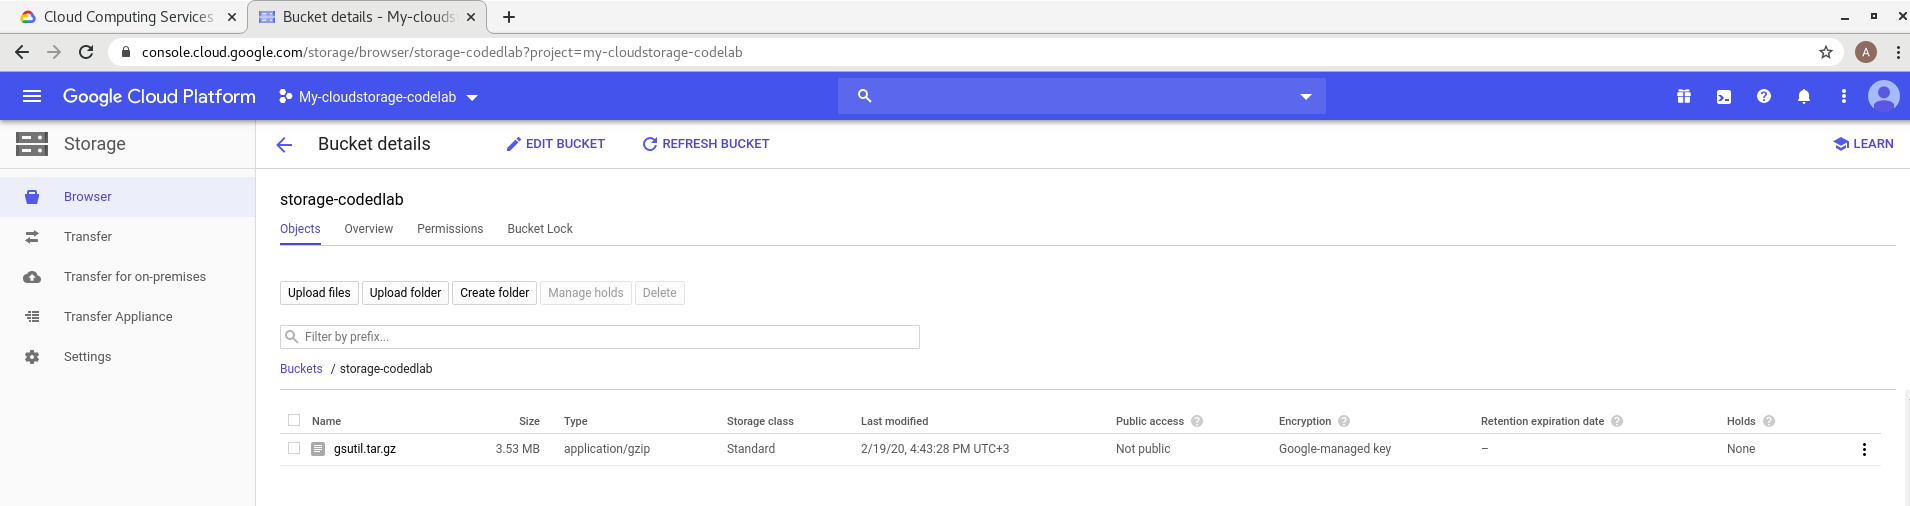 Cloud Computing Services
Bucket details - My-clouds
console.cloud.google.com/storage/browser/storage-codedlab?project=my-cloudstorage-codelab
A
Google Cloud Platform
My-cloudstorage-codelab
Storage
Bucket details
EDIT BUCKET
REFRESH BUCKET
LEARN
Browser
Transfer
Transfer for on-premises
Transfer Appliance
Settings
storage-codedlab
Objects Overview Permissions Bucket Lock
Upload files Upload folder Create folder Manage holds Delete
Filter by prefix...
Buckets / storage-codedlab
Name Size Type Storage class Last modified Public access Encryption Retention expiration date Holds
gsutil.tar.gz 3.53 MB application/gzip Standard 2/19/20, 4:43:28 PM UTC+3 Not public Google-managed key – None